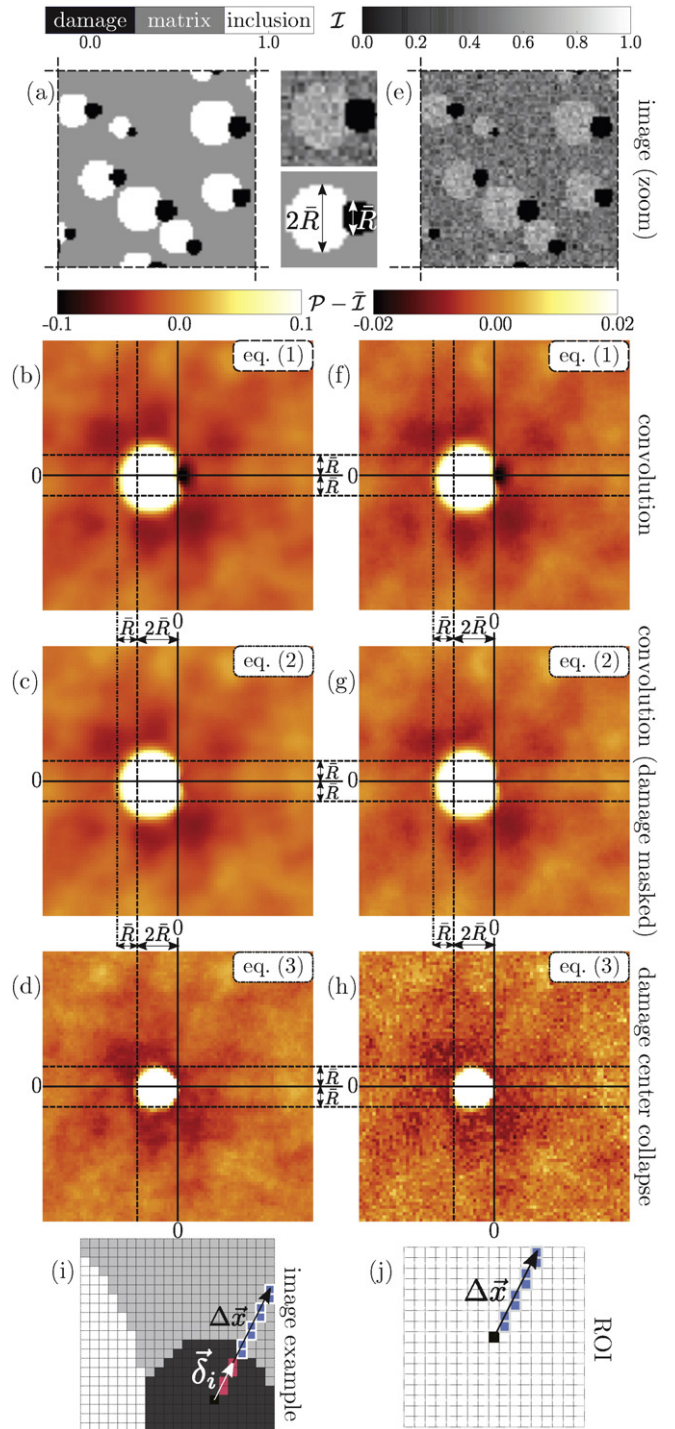 damage matrix inclusion
0.0 1.0
𝓘
0.0 0.2 0.4 0.6 0.8 1.0
(a)
2R̄ R̄
(e)
image (zoom)
𝒫 − 𝓘̄
-0.1 0.0 0.1
-0.02 0.00 0.02
(b) eq. (1)
0
R̄
R̄
(f) eq. (1)
0
convolution
0
R̄ 2R̄
0
R̄ 2R̄
(c) eq. (2)
0
R̄
R̄
(g) eq. (2)
0
convolution (damage masked)
0
R̄ 2R̄
0
R̄ 2R̄
(d) eq. (3)
0
R̄
R̄
(h) eq. (3)
0
damage center collapse
0
0
(i)
Δx⃗
δ⃗ᵢ
image example
(j)
Δx⃗
ROI